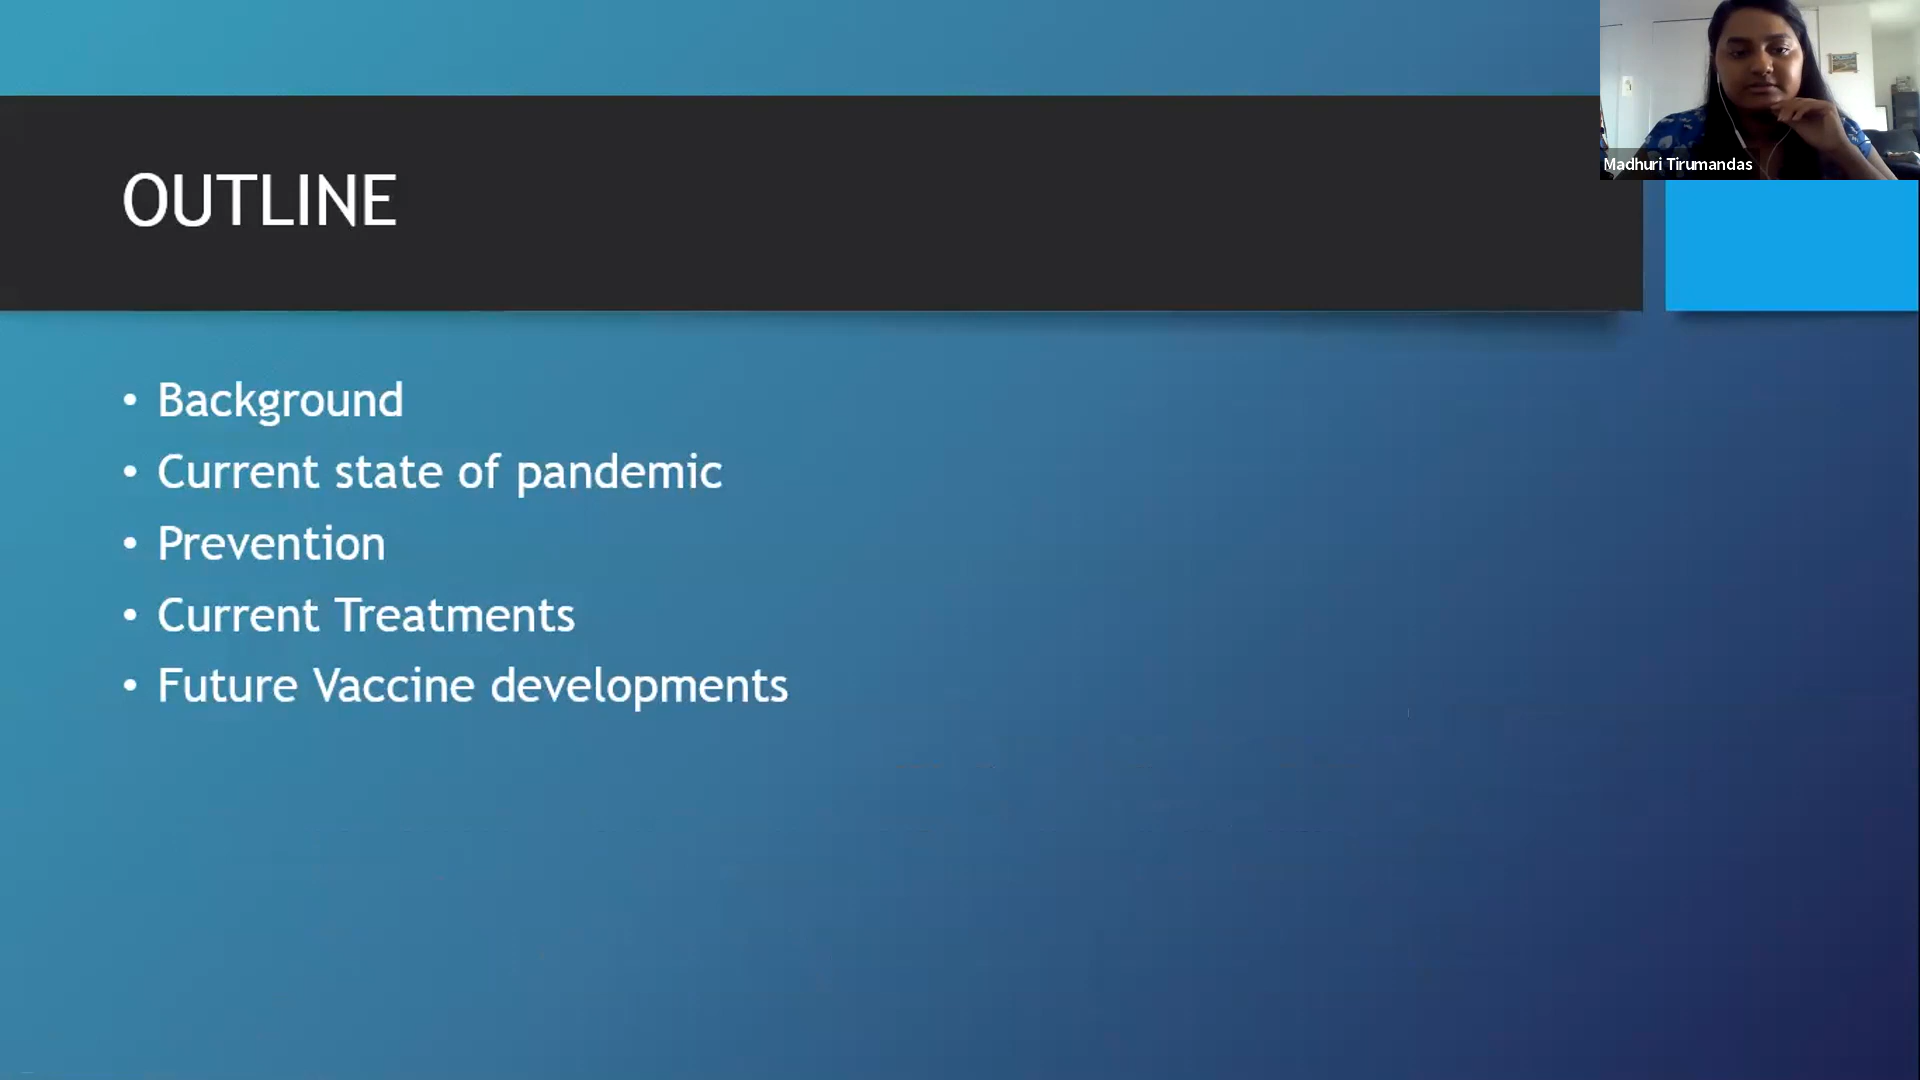 Madhuri Tirumandas
OUTLINE
• Background
• Current state of pandemic
• Prevention
• Current Treatments
• Future Vaccine developments